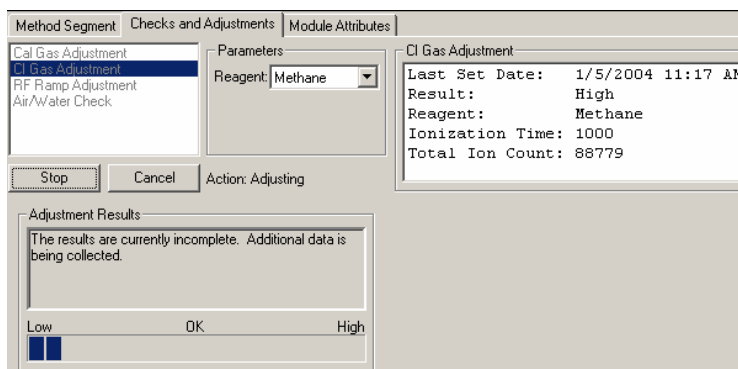 Method Segment Checks and Adjustments Module Attributes
Cal Gas Adjustment
CI Gas Adjustment
RF Ramp Adjustment
Air/Water Check
Parameters
Reagent: Methane
CI Gas Adjustment
Last Set Date: 1/5/2004 11:17 AM
Result: High
Reagent: Methane
Ionization Time: 1000
Total Ion Count: 88779
Stop Cancel Action: Adjusting
Adjustment Results
The results are currently incomplete. Additional data is
being collected.
Low OK High